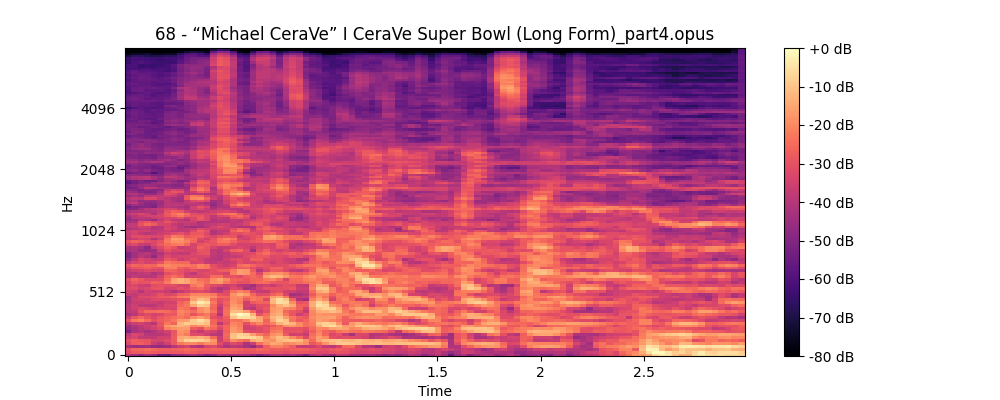 68 - “Michael CeraVe” I CeraVe Super Bowl (Long Form)_part4.opus
Hz
4096
2048
1024
512
0
0
0.5
1
1.5
2
2.5
Time
+0 dB
-10 dB
-20 dB
-30 dB
-40 dB
-50 dB
-60 dB
-70 dB
-80 dB